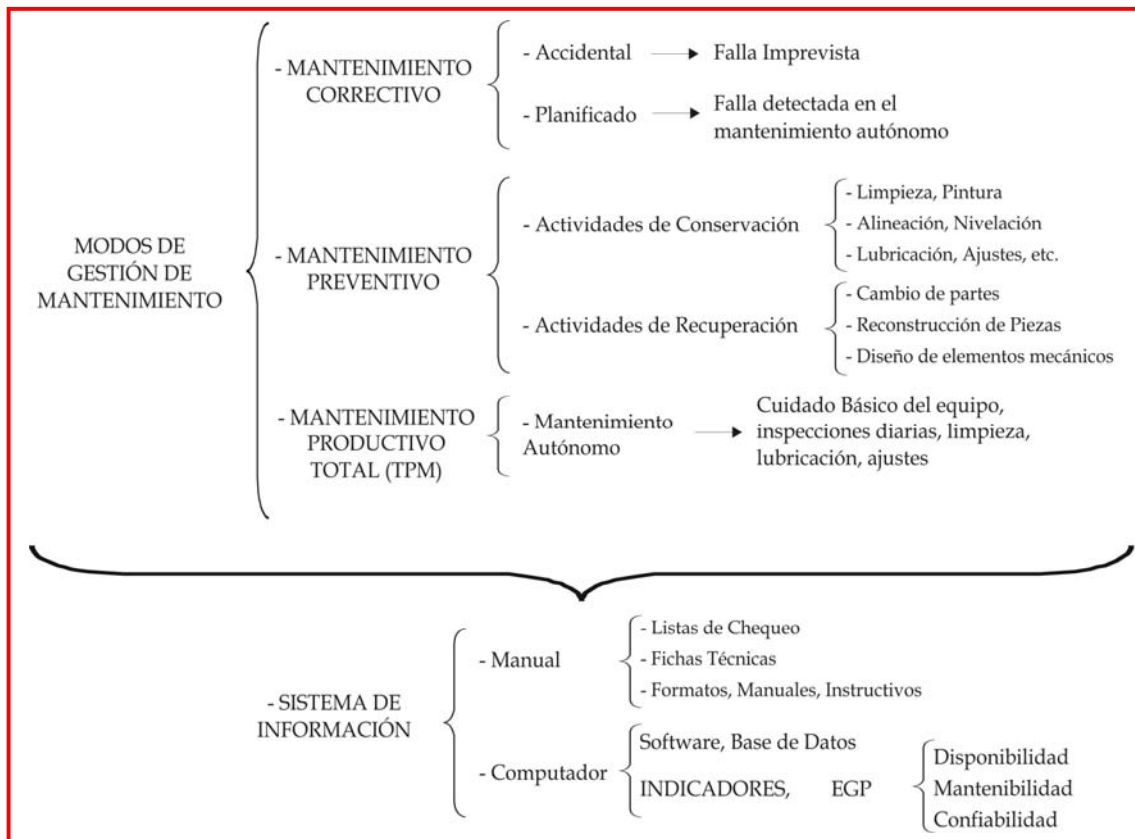 MODOS DE
GESTIÓN DE
MANTENIMIENTO
- MANTENIMIENTO
CORRECTIVO
- Accidental
Falla Imprevista
- Planificado
Falla detectada en el
mantenimiento autónomo
- MANTENIMIENTO
PREVENTIVO
- Actividades de Conservación
- Limpieza, Pintura
- Alineación, Nivelación
- Lubricación, Ajustes, etc.
- Actividades de Recuperación
- Cambio de partes
- Reconstrucción de Piezas
- Diseño de elementos mecánicos
- MANTENIMIENTO
PRODUCTIVO
TOTAL (TPM)
- Mantenimiento
Autónomo
Cuidado Básico del equipo,
inspecciones diarias, limpieza,
lubricación, ajustes
- SISTEMA DE
INFORMACIÓN
- Manual
- Listas de Chequeo
- Fichas Técnicas
- Formatos, Manuales, Instructivos
- Computador
Software, Base de Datos
INDICADORES, EGP
Disponibilidad
Mantenibilidad
Confiabilidad